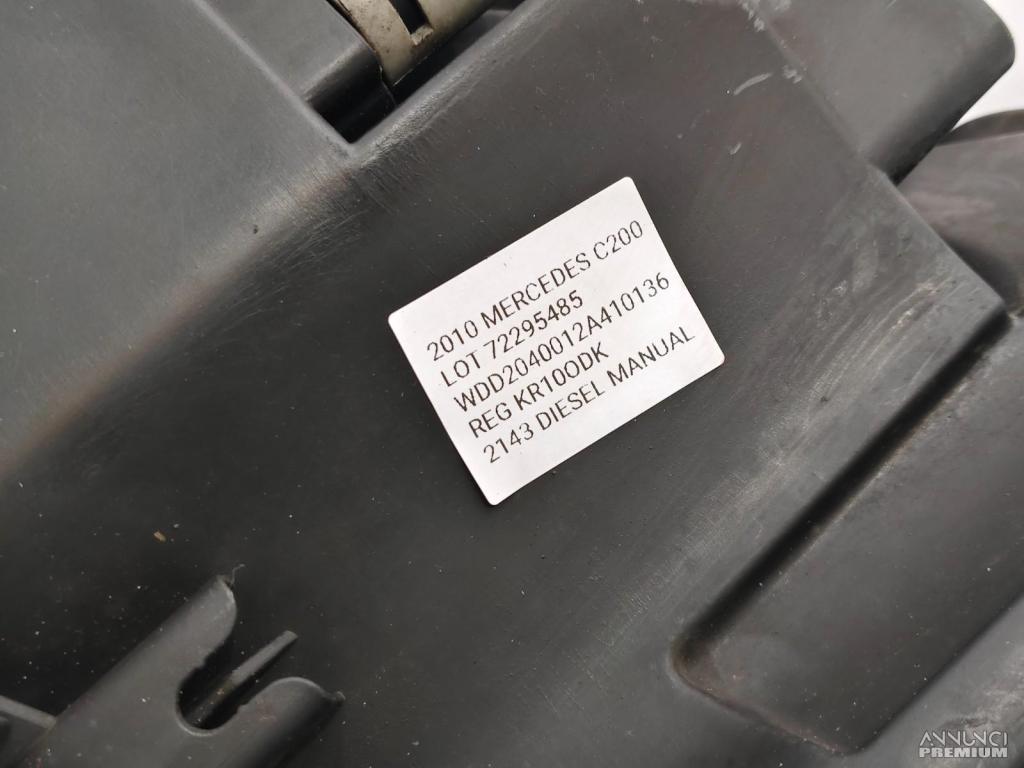 2010 MERCEDES C200
LOT 72295485
WDD2040012A410136
REG KR10ODK
2143 DIESEL MANUAL
ANNUNCI
PREMIUM